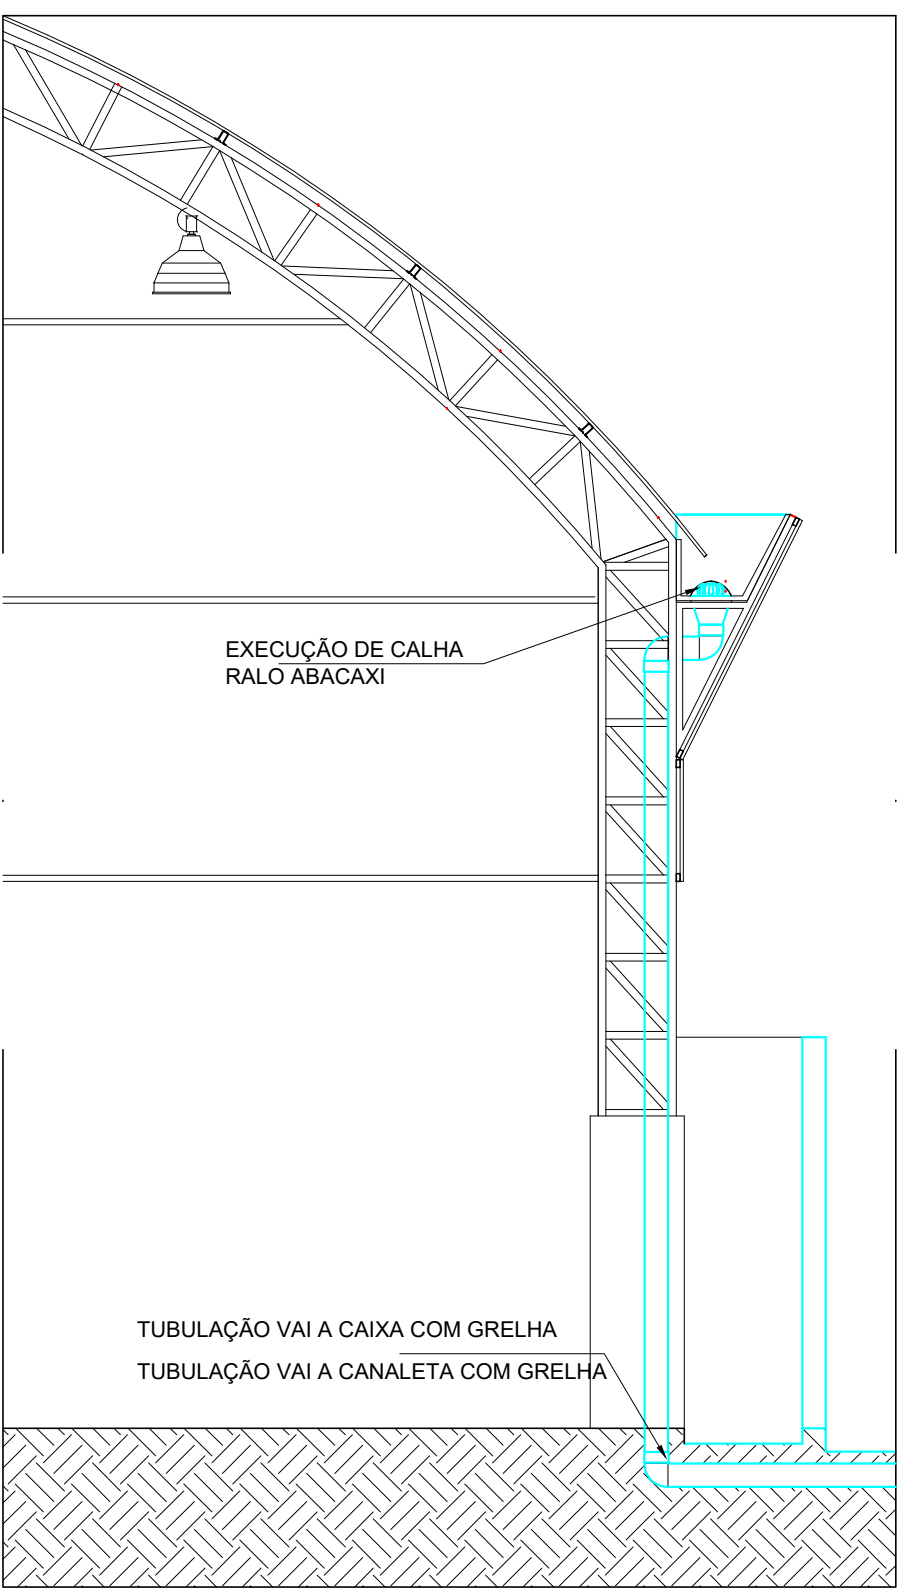 EXECUÇÃO DE CALHA
RALO ABACAXI
TUBULAÇÃO VAI A CAIXA COM GRELHA
TUBULAÇÃO VAI A CANALETA COM GRELHA